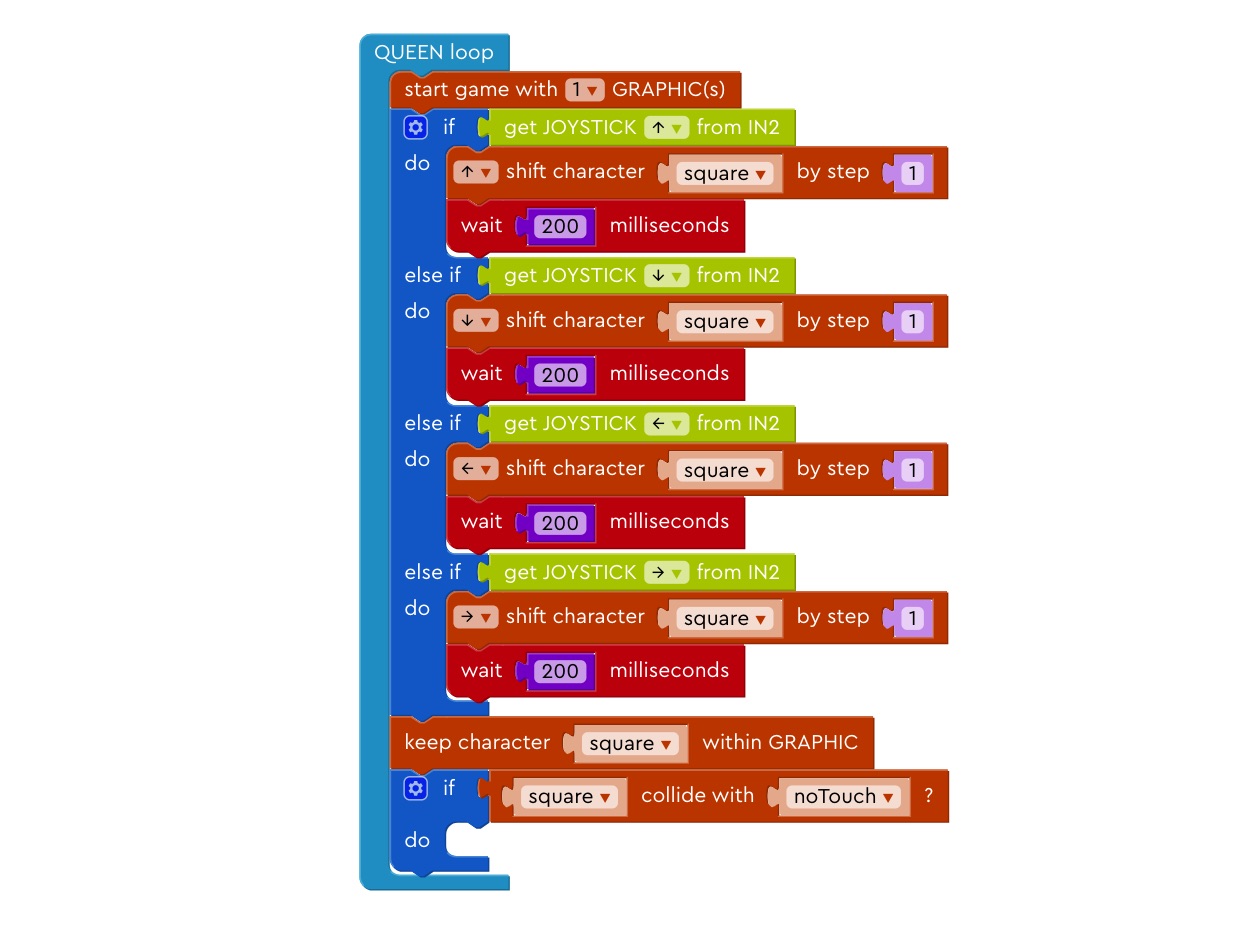 QUEEN loop
start game with 1 ▼ GRAPHIC(s)
if get JOYSTICK ↑ ▼ from IN2
do ↑ ▼ shift character square ▼ by step 1
wait 200 milliseconds
else if get JOYSTICK ↓ ▼ from IN2
do ↓ ▼ shift character square ▼ by step 1
wait 200 milliseconds
else if get JOYSTICK ← ▼ from IN2
do ← ▼ shift character square ▼ by step 1
wait 200 milliseconds
else if get JOYSTICK → ▼ from IN2
do → ▼ shift character square ▼ by step 1
wait 200 milliseconds
keep character square ▼ within GRAPHIC
if square ▼ collide with noTouch ▼ ?
do